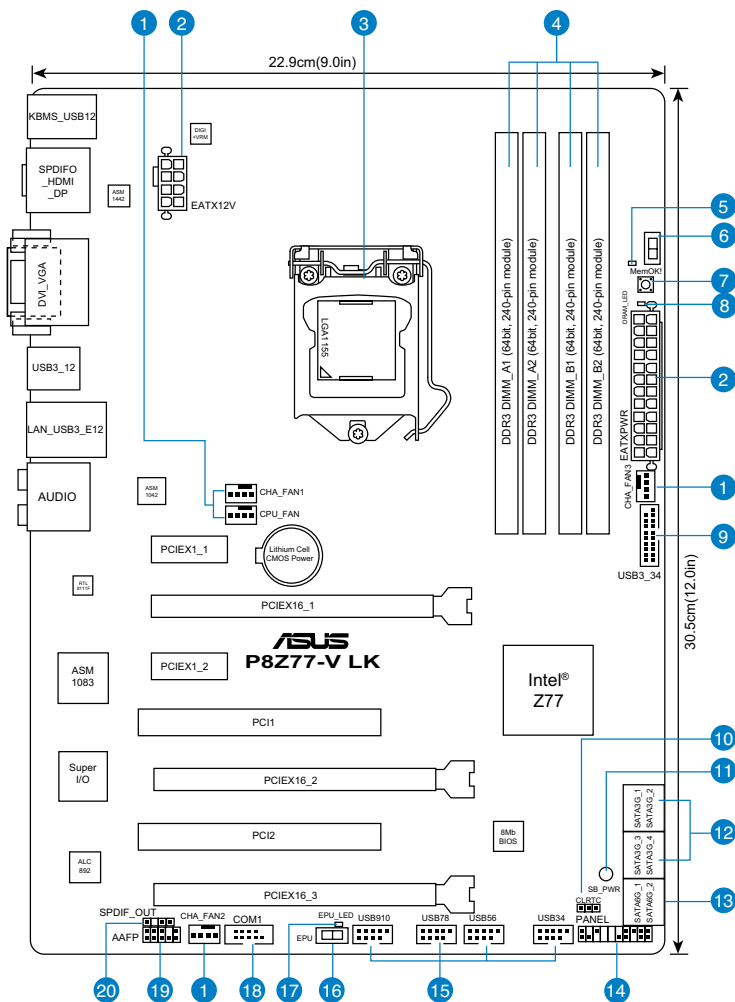 1
2
3
4
22.9cm(9.0in)
KBMS_USB12
DIGI
+VRM
SPDIFO
_HDMI
_DP
ASM
1442
EATX12V
5
6
DVI_VGA
MemOK!
7
DRAM_LED
8
LGA1155
DDR3 DIMM_A1 (64bit, 240-pin module)
DDR3 DIMM_A2 (64bit, 240-pin module)
DDR3 DIMM_B1 (64bit, 240-pin module)
DDR3 DIMM_B2 (64bit, 240-pin module)
USB3_12
2
EATXPWR
LAN_USB3_E12
AUDIO
ASM
1042
CHA_FAN1
CPU_FAN
CHA_FAN3
1
9
PCIEX1_1
Lithium Cell
CMOS Power
USB3_34
RTL
8111F
PCIEX16_1
30.5cm(12.0in)
ASUS
P8Z77-V LK
PCIEX1_2
ASM
1083
Intel®
Z77
PCI1
10
Super
I/O
PCIEX16_2
11
SATA3G_1
SATA3G_2
12
PCI2
8Mb
BIOS
SATA3G_3
SATA3G_4
ALC
892
SB_PWR
PCIEX16_3
CLRTC
SATA6G_1
SATA6G_2
13
SPDIF_OUT
CHA_FAN2
COM1
EPU_LED
USB910
USB78
USB56
USB34
PANEL
AAFP
EPU
20
19
1
18
17
16
15
14